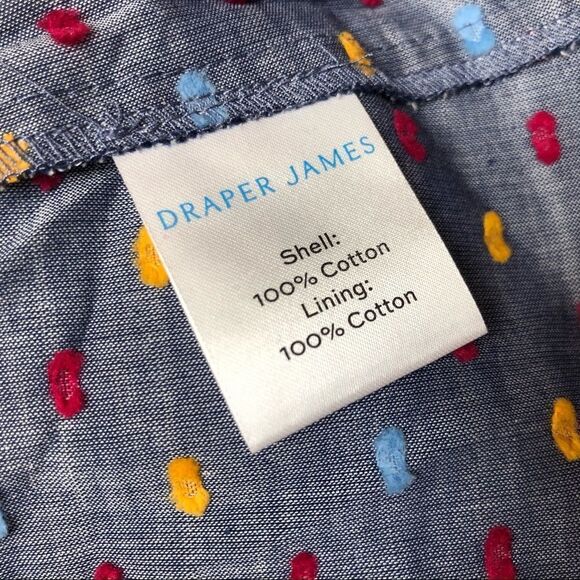 DRAPER JAMES
Shell:
100% Cotton
Lining:
100% Cotton